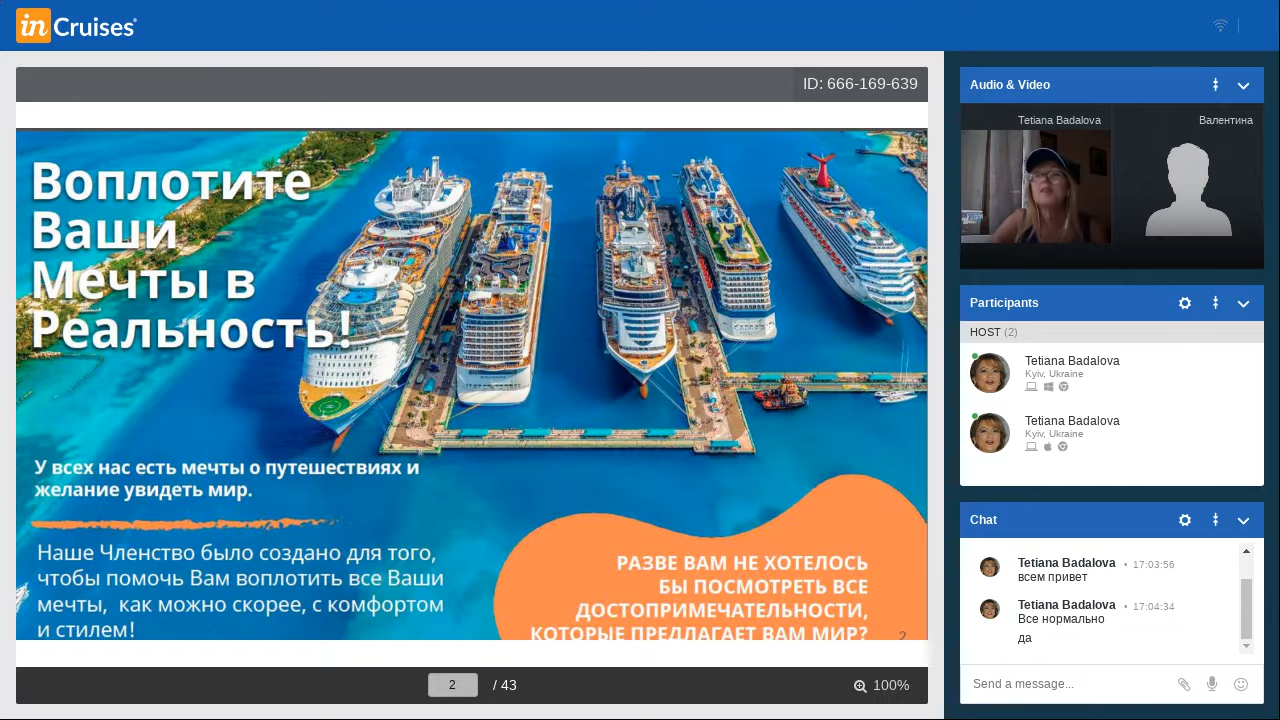 in Cruises®
ID: 666-169-639
Воплотите
Ваши
Мечты в
Реальность!
У всех нас есть мечты о путешествиях и
желание увидеть мир.
Наше Членство было создано для того,
чтобы помочь Вам воплотить все Ваши
мечты, как можно скорее, с комфортом
и стилем!
РАЗВЕ ВАМ НЕ ХОТЕЛОСЬ
БЫ ПОСМОТРЕТЬ ВСЕ
ДОСТОПРИМЕЧАТЕЛЬНОСТИ,
КОТОРЫЕ ПРЕДЛАГАЕТ ВАМ МИР?
2
2 / 43
100%
Audio & Video
Tetiana Badalova
Валентина
Participants
HOST (2)
Tetiana Badalova
Kyiv, Ukraine
Tetiana Badalova
Kyiv, Ukraine
Chat
Tetiana Badalova • 17:03:56
всем привет
Tetiana Badalova • 17:04:34
Все нормально
да
Send a message...